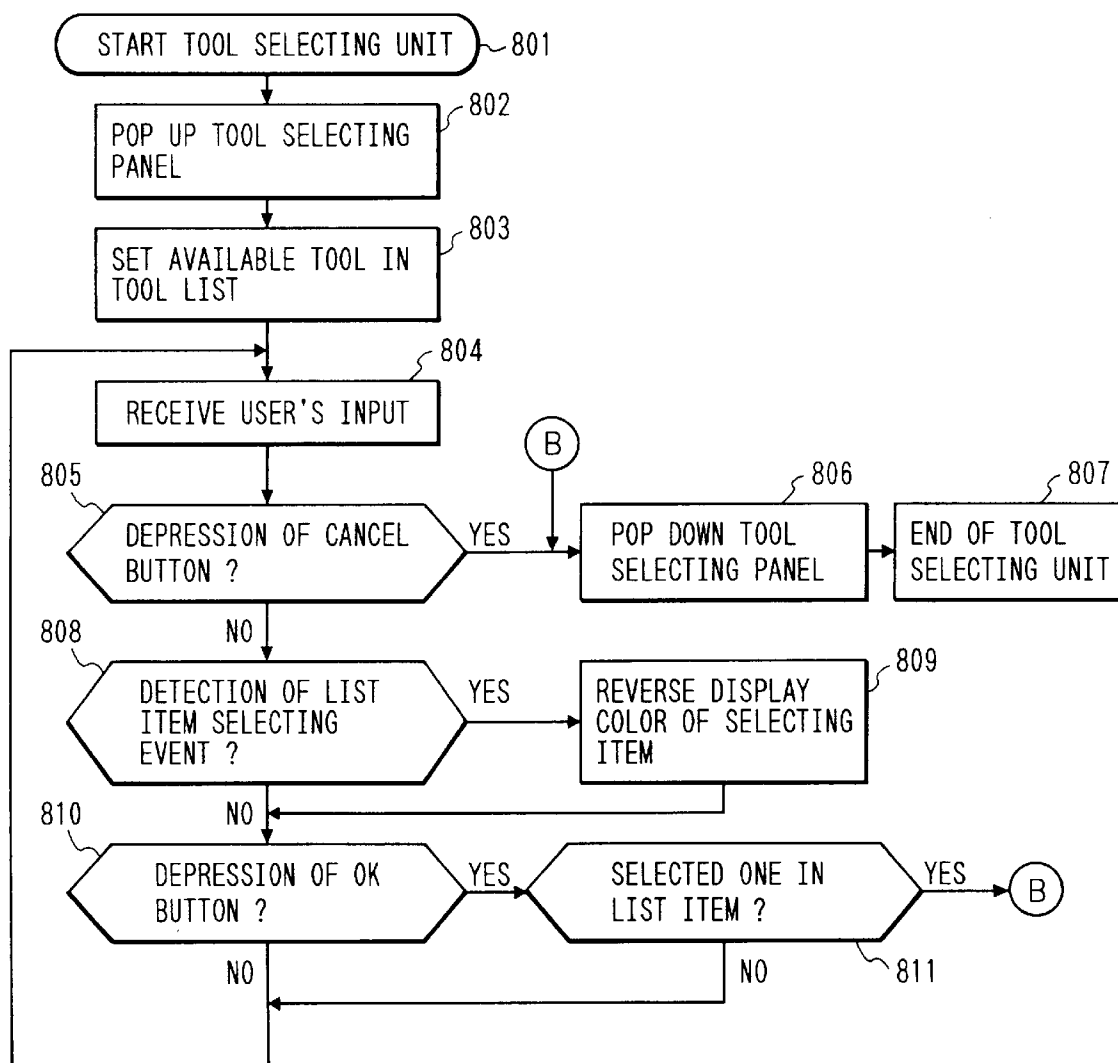 START TOOL SELECTING UNIT
801
802
POP UP TOOL SELECTING
PANEL
803
SET AVAILABLE TOOL IN
TOOL LIST
804
RECEIVE USER'S INPUT
B
805
DEPRESSION OF CANCEL
BUTTON ?
YES
NO
806
POP DOWN TOOL
SELECTING PANEL
807
END OF TOOL
SELECTING UNIT
808
DETECTION OF LIST
ITEM SELECTING
EVENT ?
YES
NO
809
REVERSE DISPLAY
COLOR OF SELECTING
ITEM
810
DEPRESSION OF OK
BUTTON ?
YES
NO
SELECTED ONE IN
LIST ITEM ?
YES
B
NO
811